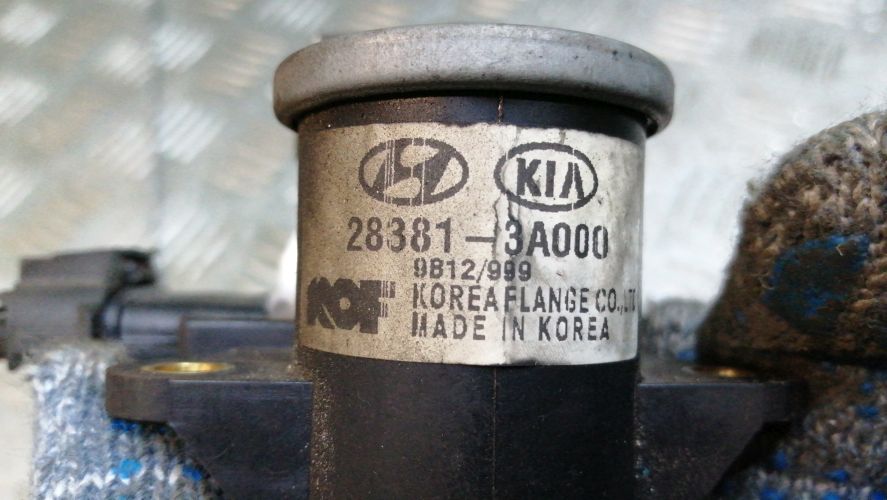 KIA
28381-3A000
9B12/999
KOF KOREA FLANGE CO.,LTD
MADE IN KOREA